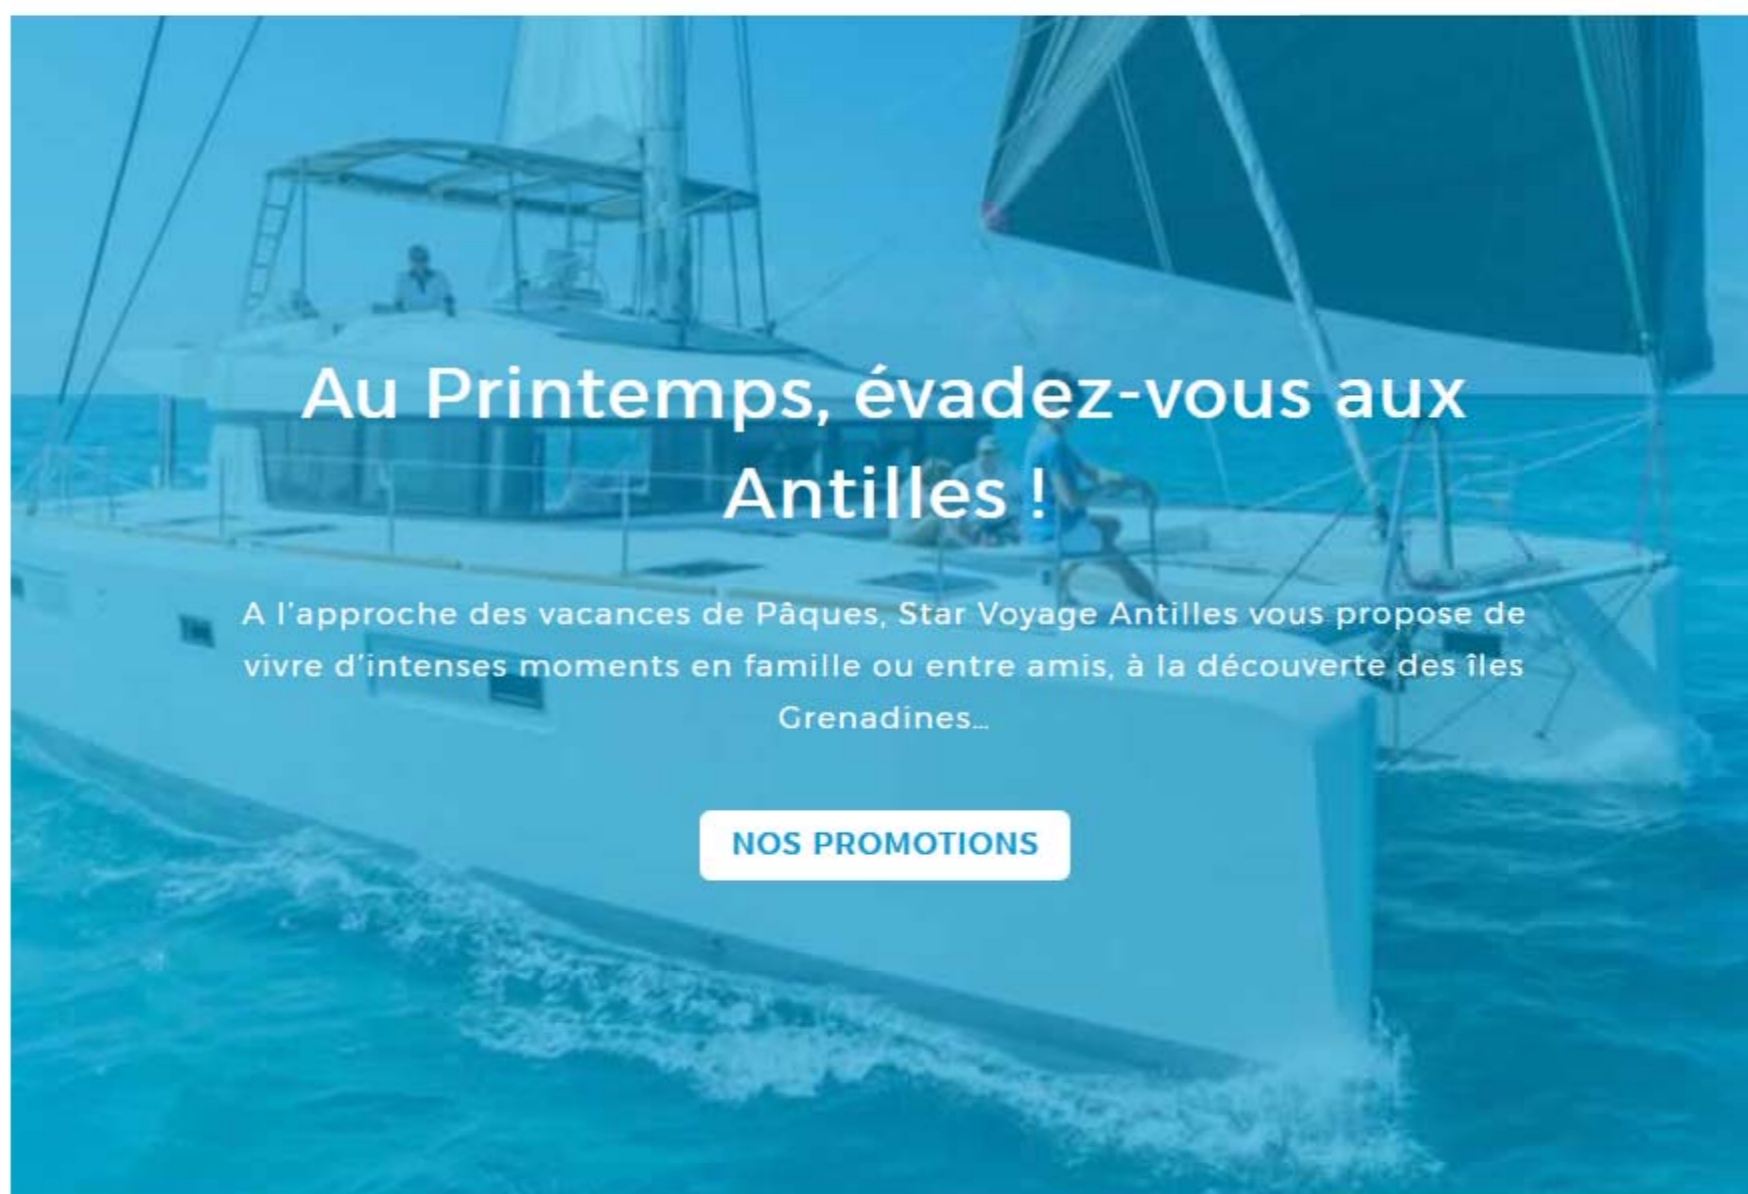 Au Printemps, évadez-vous aux
Antilles !
A l'approche des vacances de Pâques, Star Voyage Antilles vous propose de
vivre d'intenses moments en famille ou entre amis, à la découverte des îles
Grenadines...
NOS PROMOTIONS